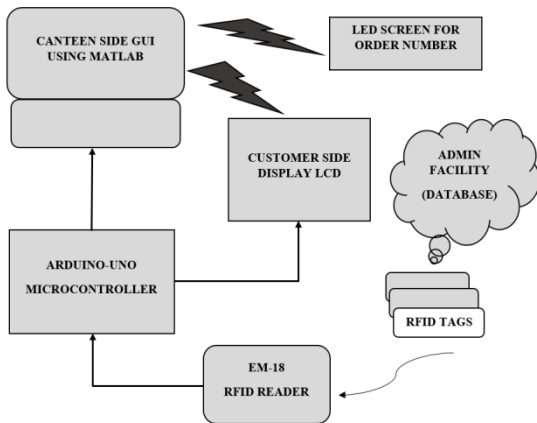 CANTEEN SIDE GUI
USING MATLAB
LED SCREEN FOR
ORDER NUMBER
CUSTOMER SIDE
DISPLAY LCD
ADMIN
FACILITY
(DATABASE)
ARDUINO-UNO
MICROCONTROLLER
RFID TAGS
EM-18
RFID READER